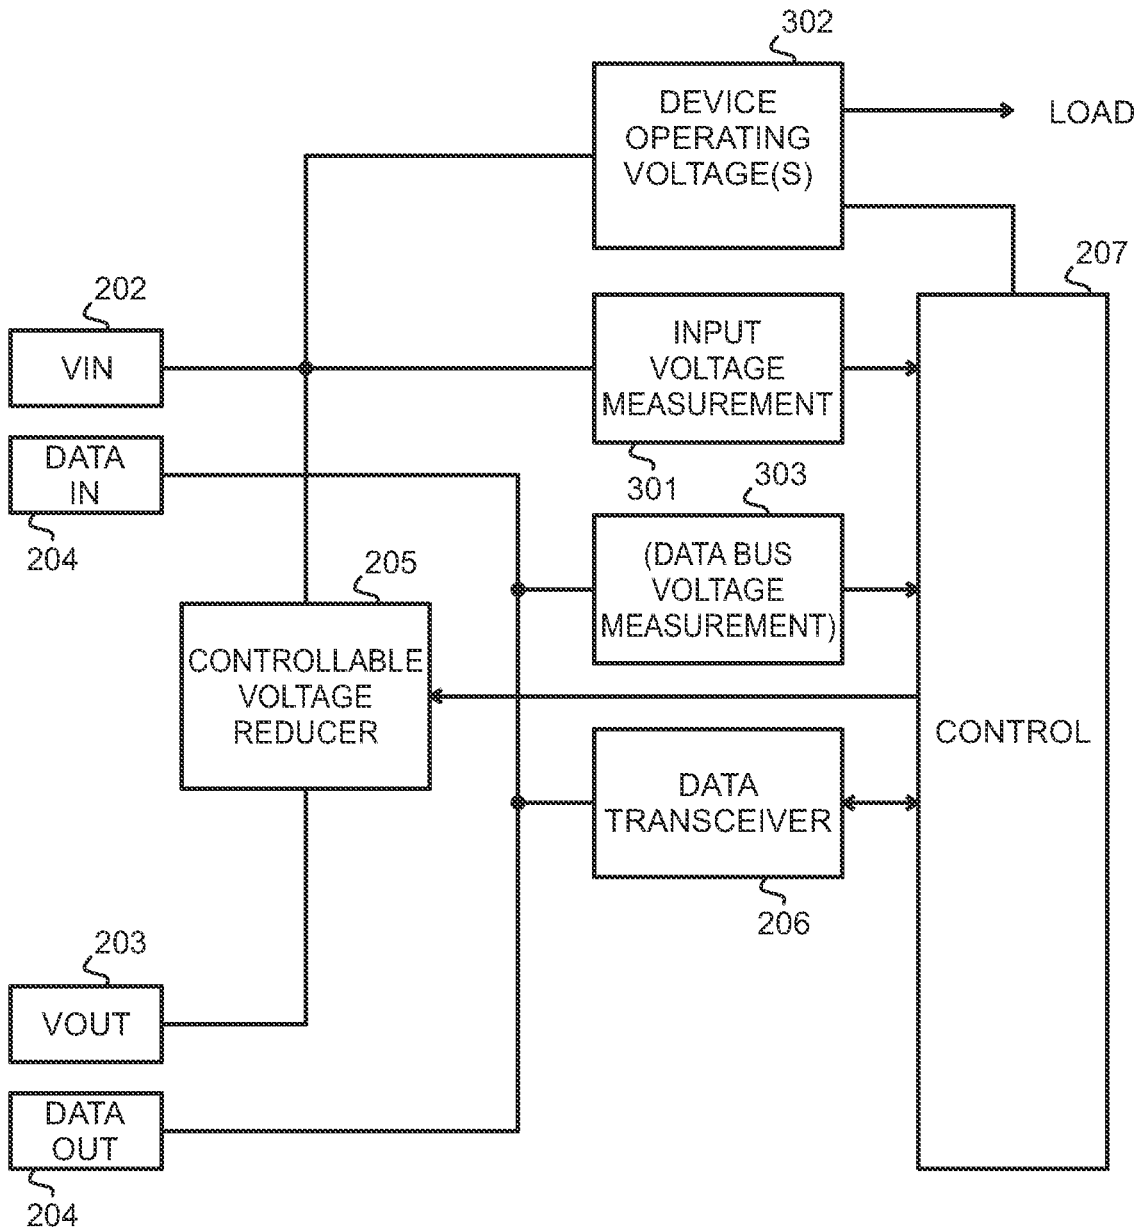 302
DEVICE
OPERATING
VOLTAGE(S)
LOAD
207
202
VIN
INPUT
VOLTAGE
MEASUREMENT
301
DATA
IN
204
303
(DATA BUS
VOLTAGE
MEASUREMENT)
205
CONTROLLABLE
VOLTAGE
REDUCER
CONTROL
DATA
TRANSCEIVER
206
203
VOUT
DATA
OUT
204